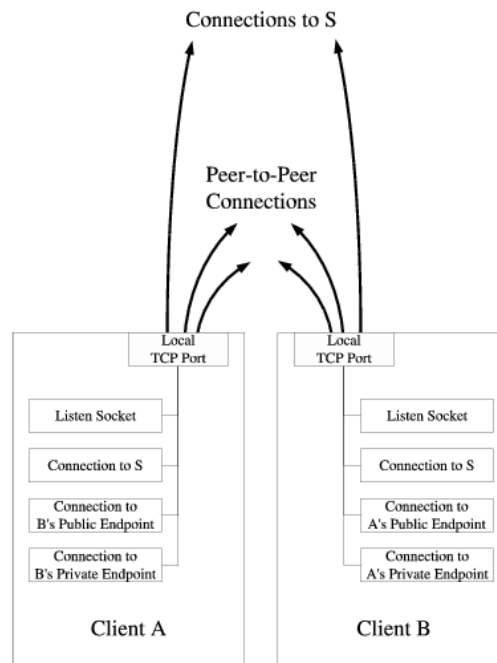 Connections to S
Peer-to-Peer
Connections
Local
TCP Port
Listen Socket
Connection to S
Connection to
B's Public Endpoint
Connection to
B's Private Endpoint
Client A
Local
TCP Port
Listen Socket
Connection to S
Connection to
A's Public Endpoint
Connection to
A's Private Endpoint
Client B